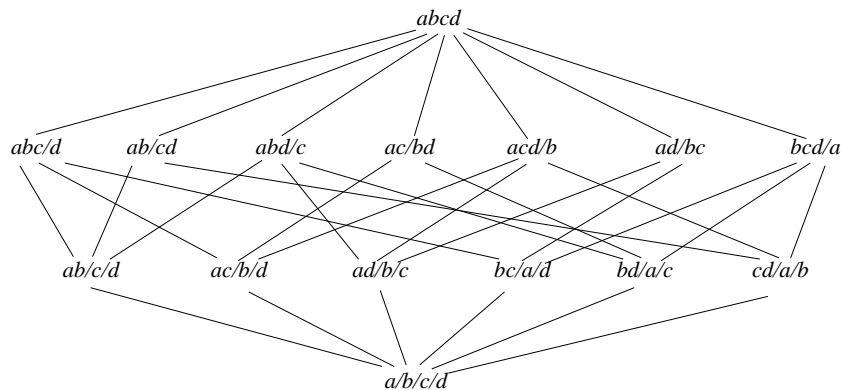 abcd
abc/d ab/cd abd/c ac/bd acd/b ad/bc bcd/a
ab/c/d ac/b/d ad/b/c bc/a/d bd/a/c cd/a/b
a/b/c/d